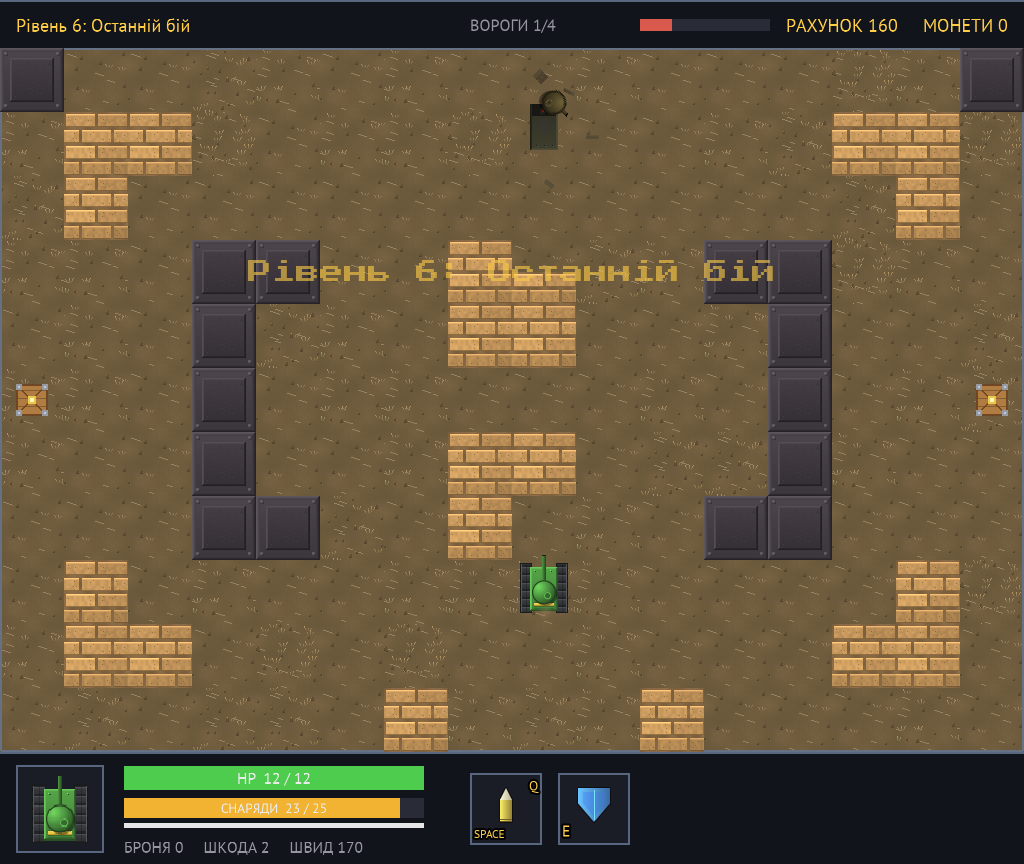 Рівень 6: Останній бій
ВОРОГИ 1/4
РАХУНОК 160
МОНЕТИ 0
Рівень 6: Останній бій
HP 12 / 12
СНАРЯДИ 23 / 25
БРОНЯ 0
ШКОДА 2
ШВИД 170
Q
SPACE
E